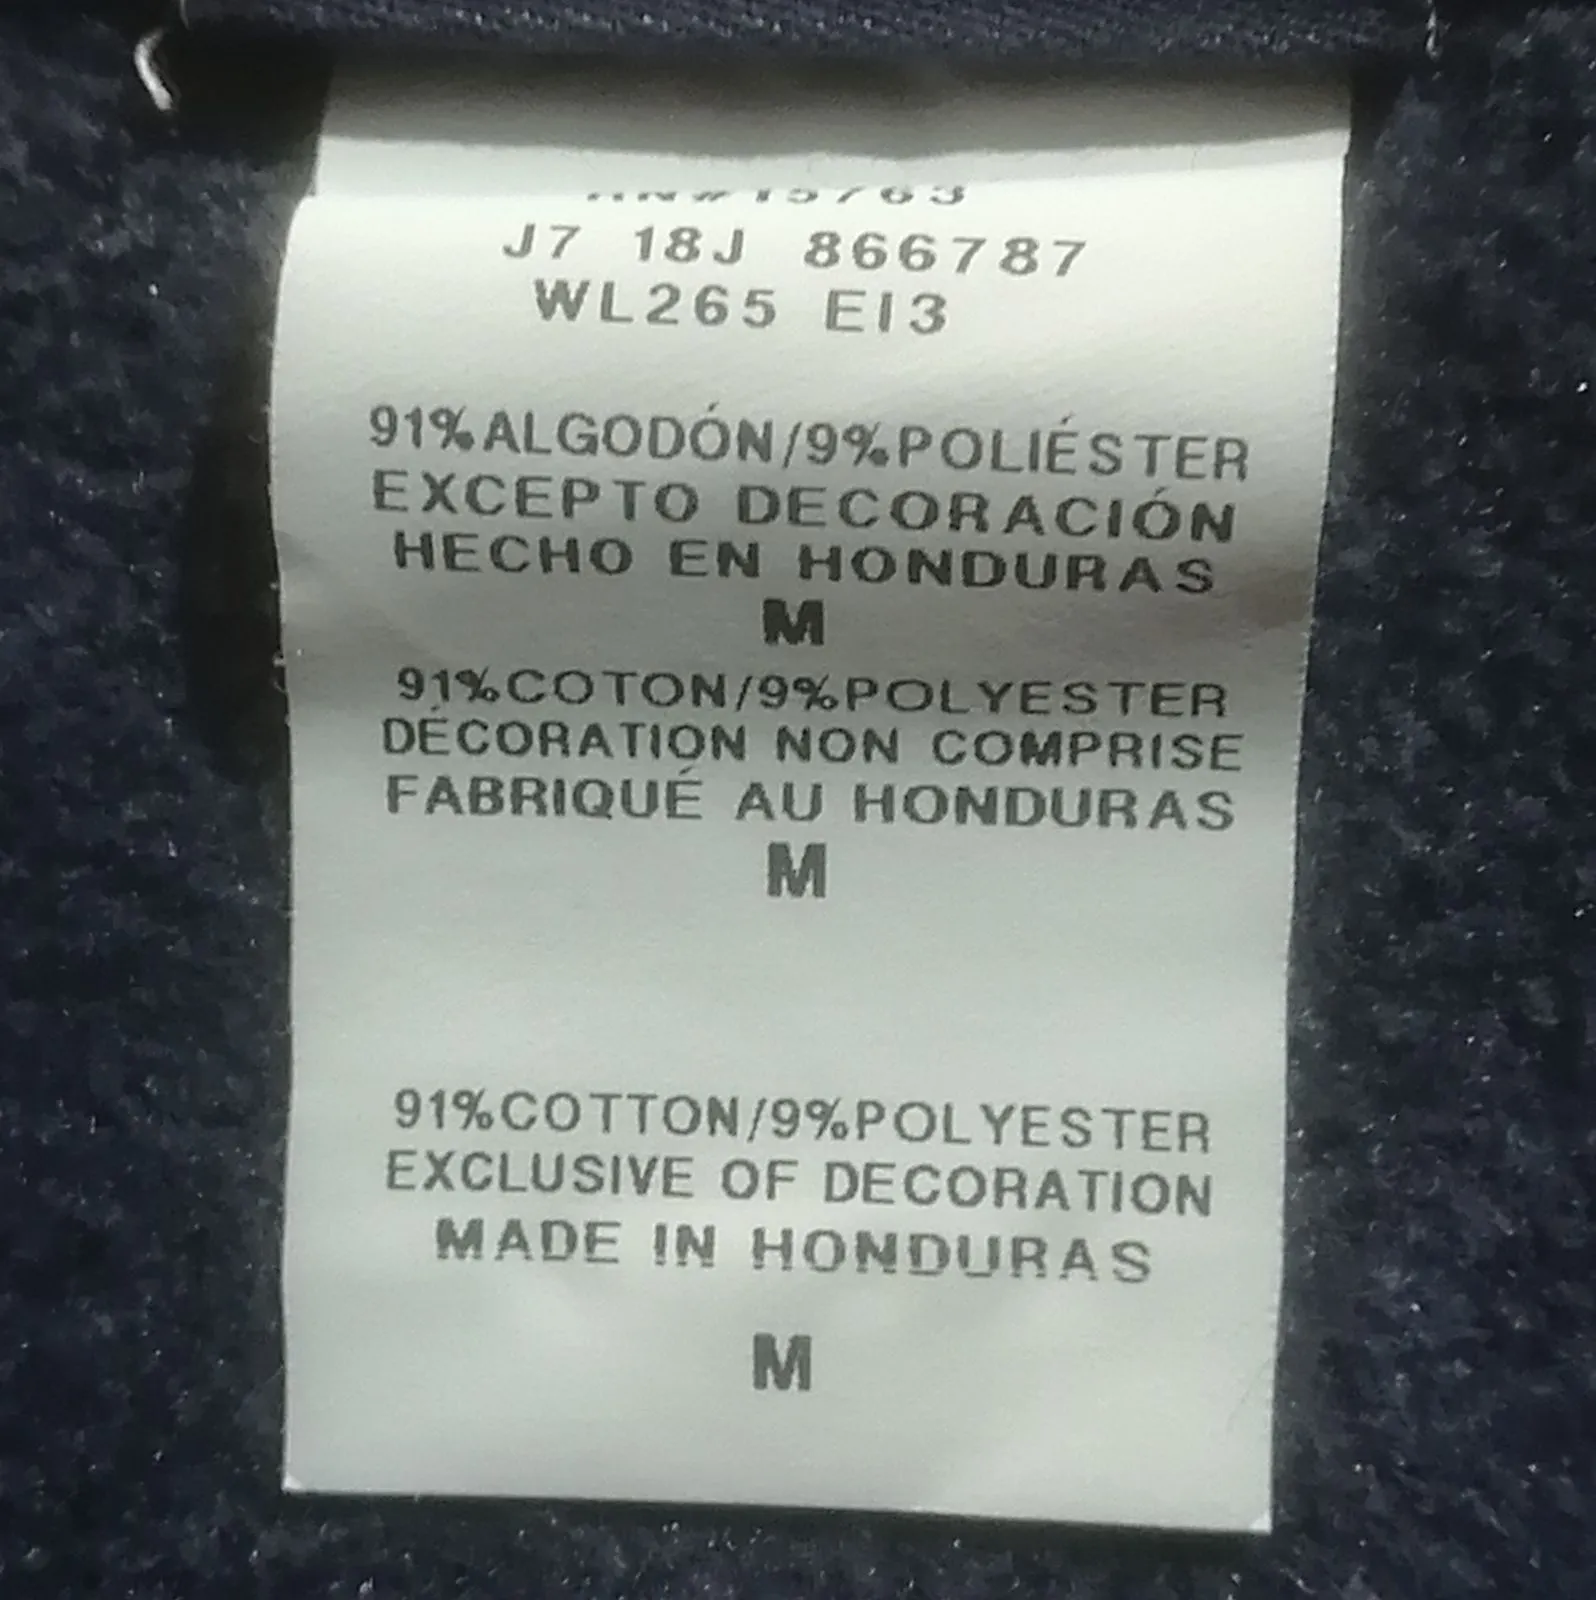 J7 18J 866787
WL265 EI3
91%ALGODÓN/9%POLIÉSTER
EXCEPTO DECORACIÓN
HECHO EN HONDURAS
M
91%COTON/9%POLYESTER
DÉCORATION NON COMPRISE
FABRIQUÉ AU HONDURAS
M
91%COTTON/9%POLYESTER
EXCLUSIVE OF DECORATION
MADE IN HONDURAS
M